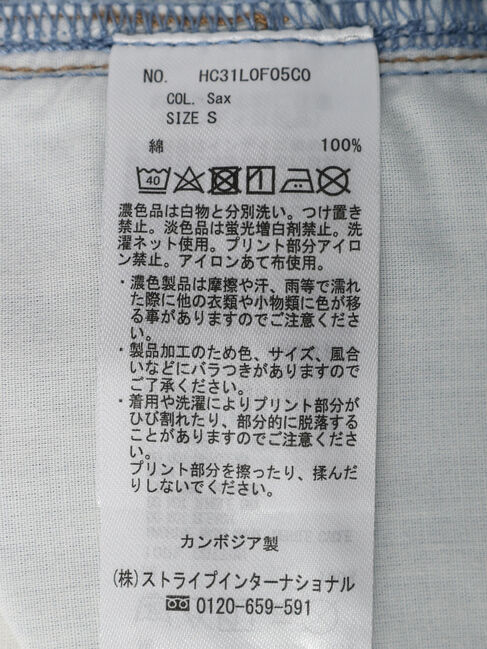 NO. HC31L0F05C0
COL. Sax
SIZE S
綿 100%
40
濃色品は白物と分別洗い。つけ置き
禁止。淡色品は蛍光増白剤禁止。洗
濯ネット使用。プリント部分アイロ
ン禁止。アイロンあて布使用。
・濃色製品は摩擦や汗、雨等で濡れ
た際に他の衣類や小物類に色が移
る事がありますのでご注意くださ
い。
・製品加工のため色、サイズ、風合
いなどにバラつきがありますので
ご了承ください。
・着用や洗濯によりプリント部分が
ひび割れたり、部分的に脱落する
ことがありますのでご注意くださ
い。
プリント部分を擦ったり、揉んだ
りしないでください。
カンボジア製
(株)ストライプインターナショナル
0120-659-591